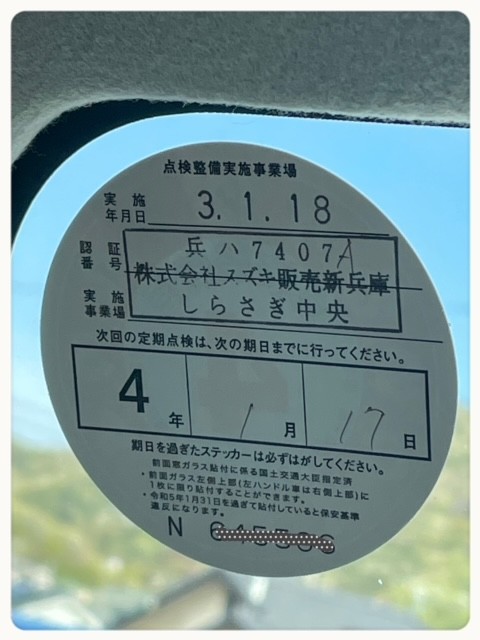 点検整備実施事業場
実施
年月日 3.1.18
認証
番号 兵ハ7407A
株式会社スズキ販売新兵庫
実施
事業場 しらさぎ中央
次回の定期点検は、次の期日までに行ってください。
4年 1月 17日
期日を過ぎたステッカーは必ずはがしてください。
前面窓ガラス貼付に係る国土交通大臣指定済
・前面ガラス左側上部(左ハンドル車は右側上部)に
1枚に限り貼付することができます。
・令和5年1月31日を過ぎて貼付していると保安基準
違反になります。
N